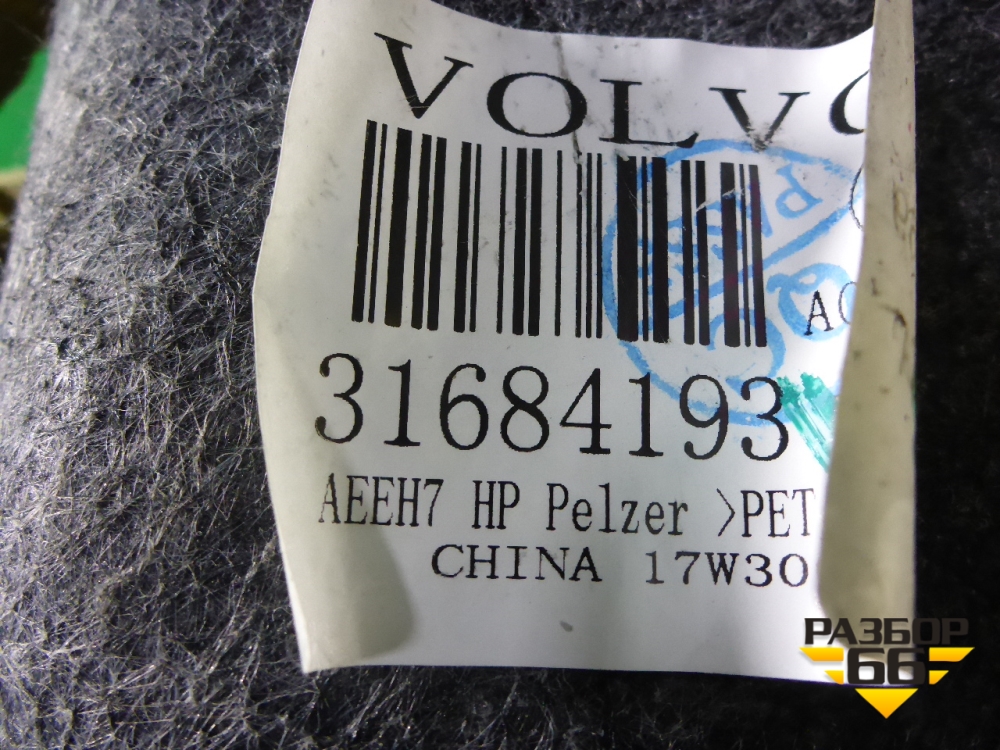 VOLVO
31684193
AEEH7 HP Pelzer >PET
CHINA 17W30
РАЗБОР
66